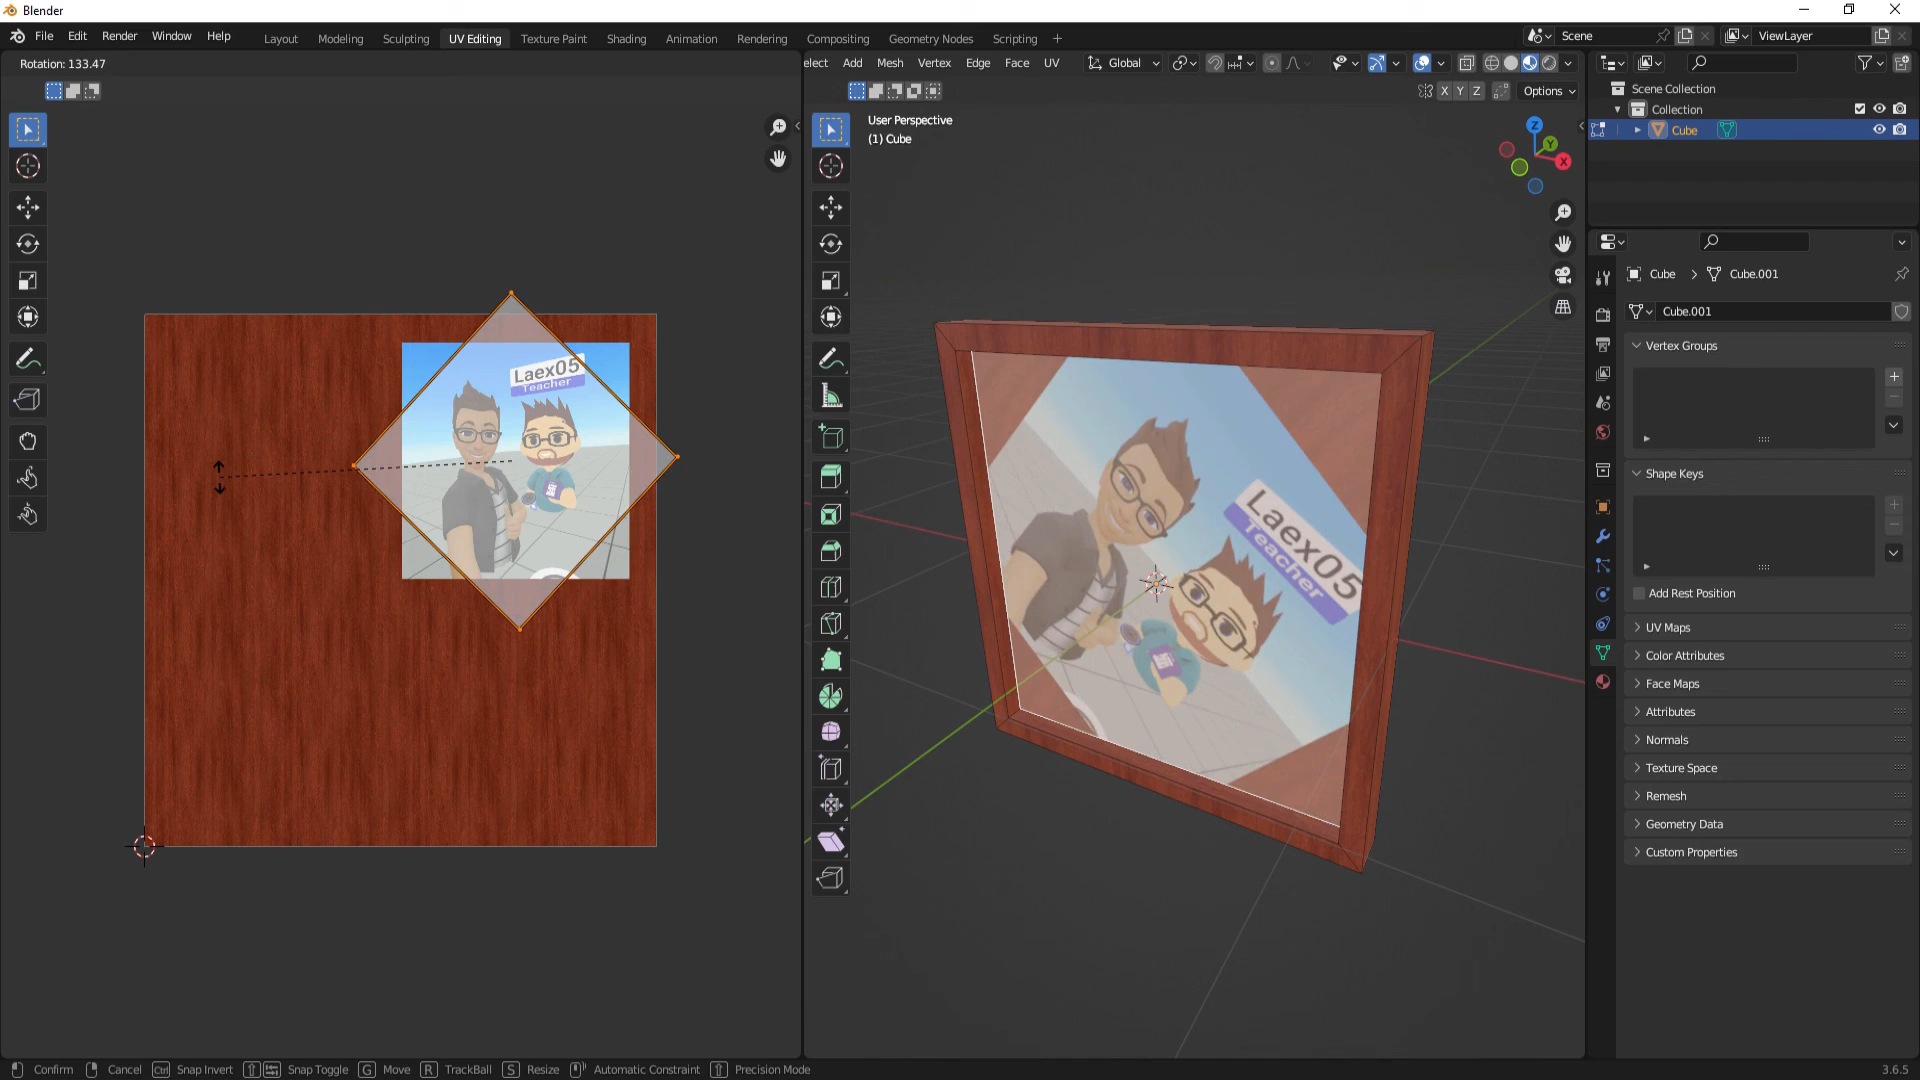 Blender
File Edit Render Window Help Layout Modeling Sculpting UV Editing Texture Paint Shading Animation Rendering Compositing Geometry Nodes Scripting + Scene ViewLayer
Rotation: 133.47
elect Add Mesh Vertex Edge Face UV Global
X Y Z Options
User Perspective
(1) Cube
Z
Y
X
Laex05
Teacher
Laex05
Teacher
Scene Collection
Collection
Cube
Cube > Cube.001
Cube.001
Vertex Groups
Shape Keys
Add Rest Position
UV Maps
Color Attributes
Face Maps
Attributes
Normals
Texture Space
Remesh
Geometry Data
Custom Properties
Confirm Cancel Ctrl Snap Invert Snap Toggle G Move R TrackBall S Resize Automatic Constraint Precision Mode 3.6.5